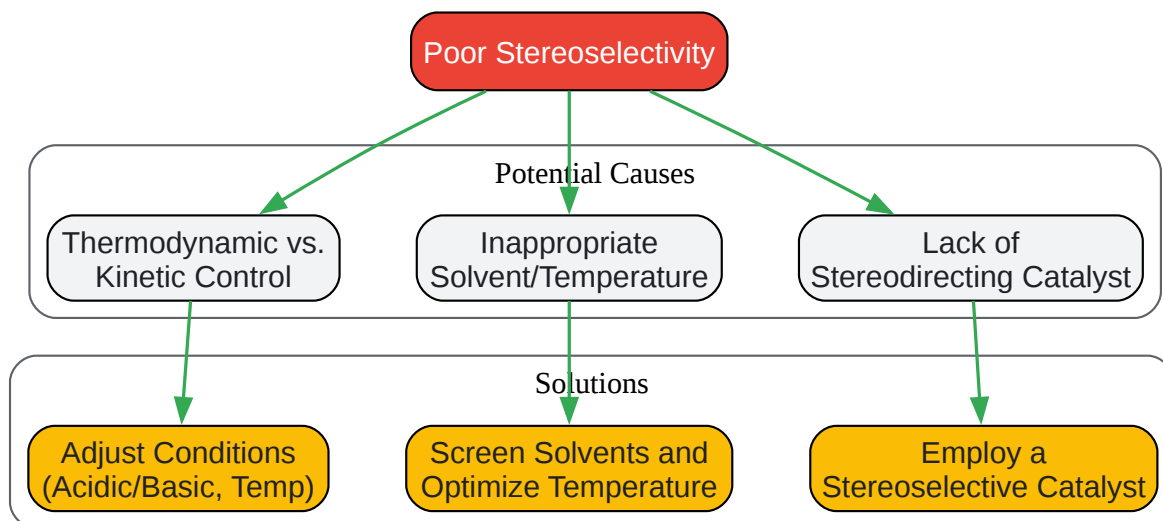 Poor Stereoselectivity
Potential Causes
Thermodynamic vs.
Kinetic Control
Inappropriate
Solvent/Temperature
Lack of
Stereodirecting Catalyst
Solutions
Adjust Conditions
(Acidic/Basic, Temp)
Screen Solvents and
Optimize Temperature
Employ a
Stereoselective Catalyst